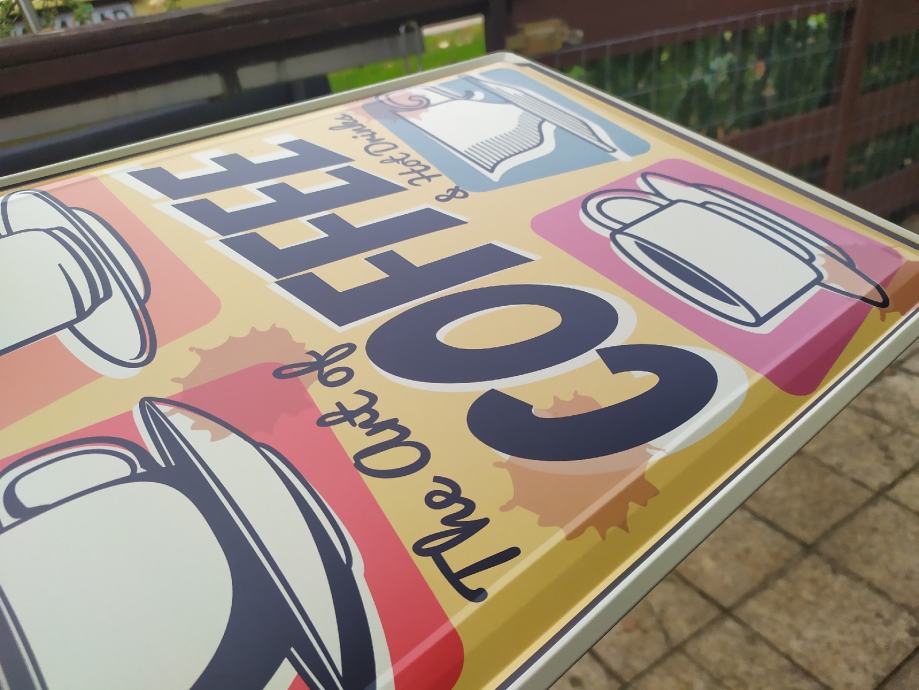 The Art of
COFFEE
& Hot Drinks